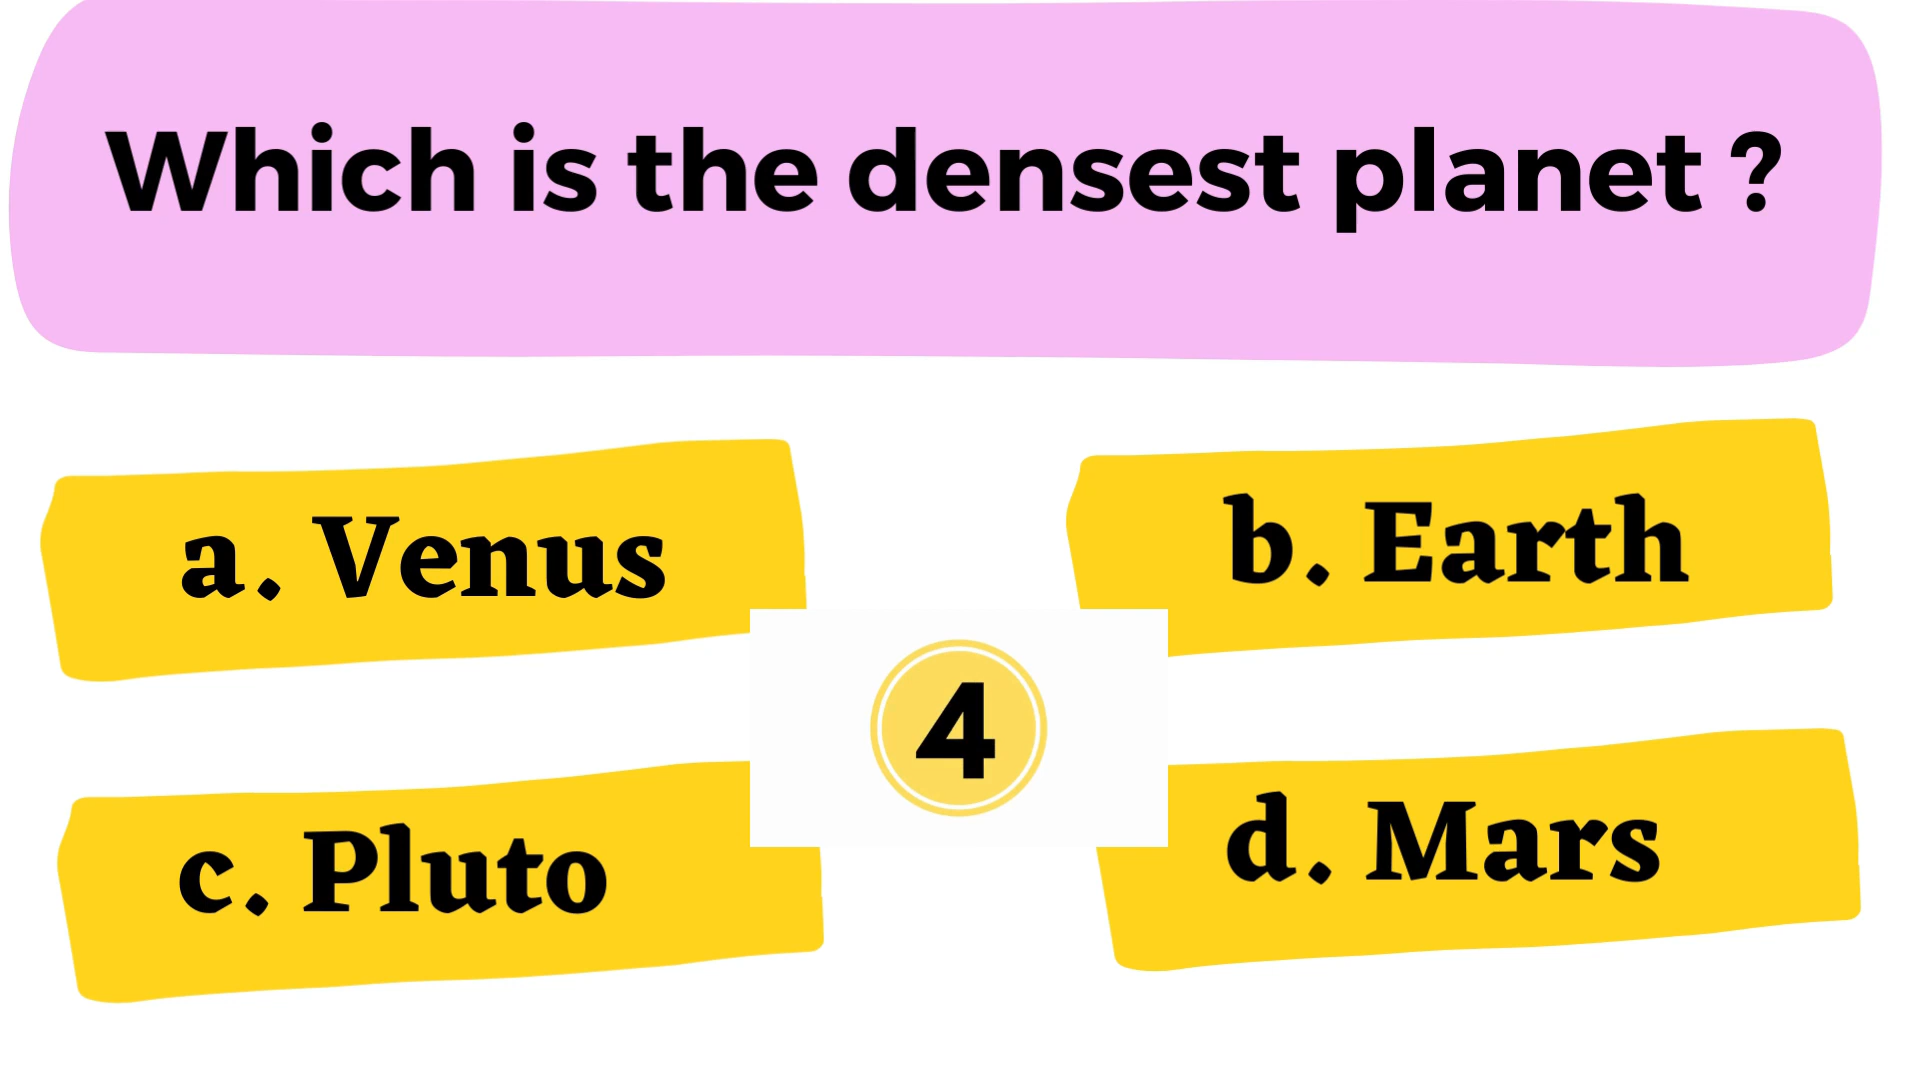 Which is the densest planet ?
a. Venus
b. Earth
4
c. Pluto
d. Mars